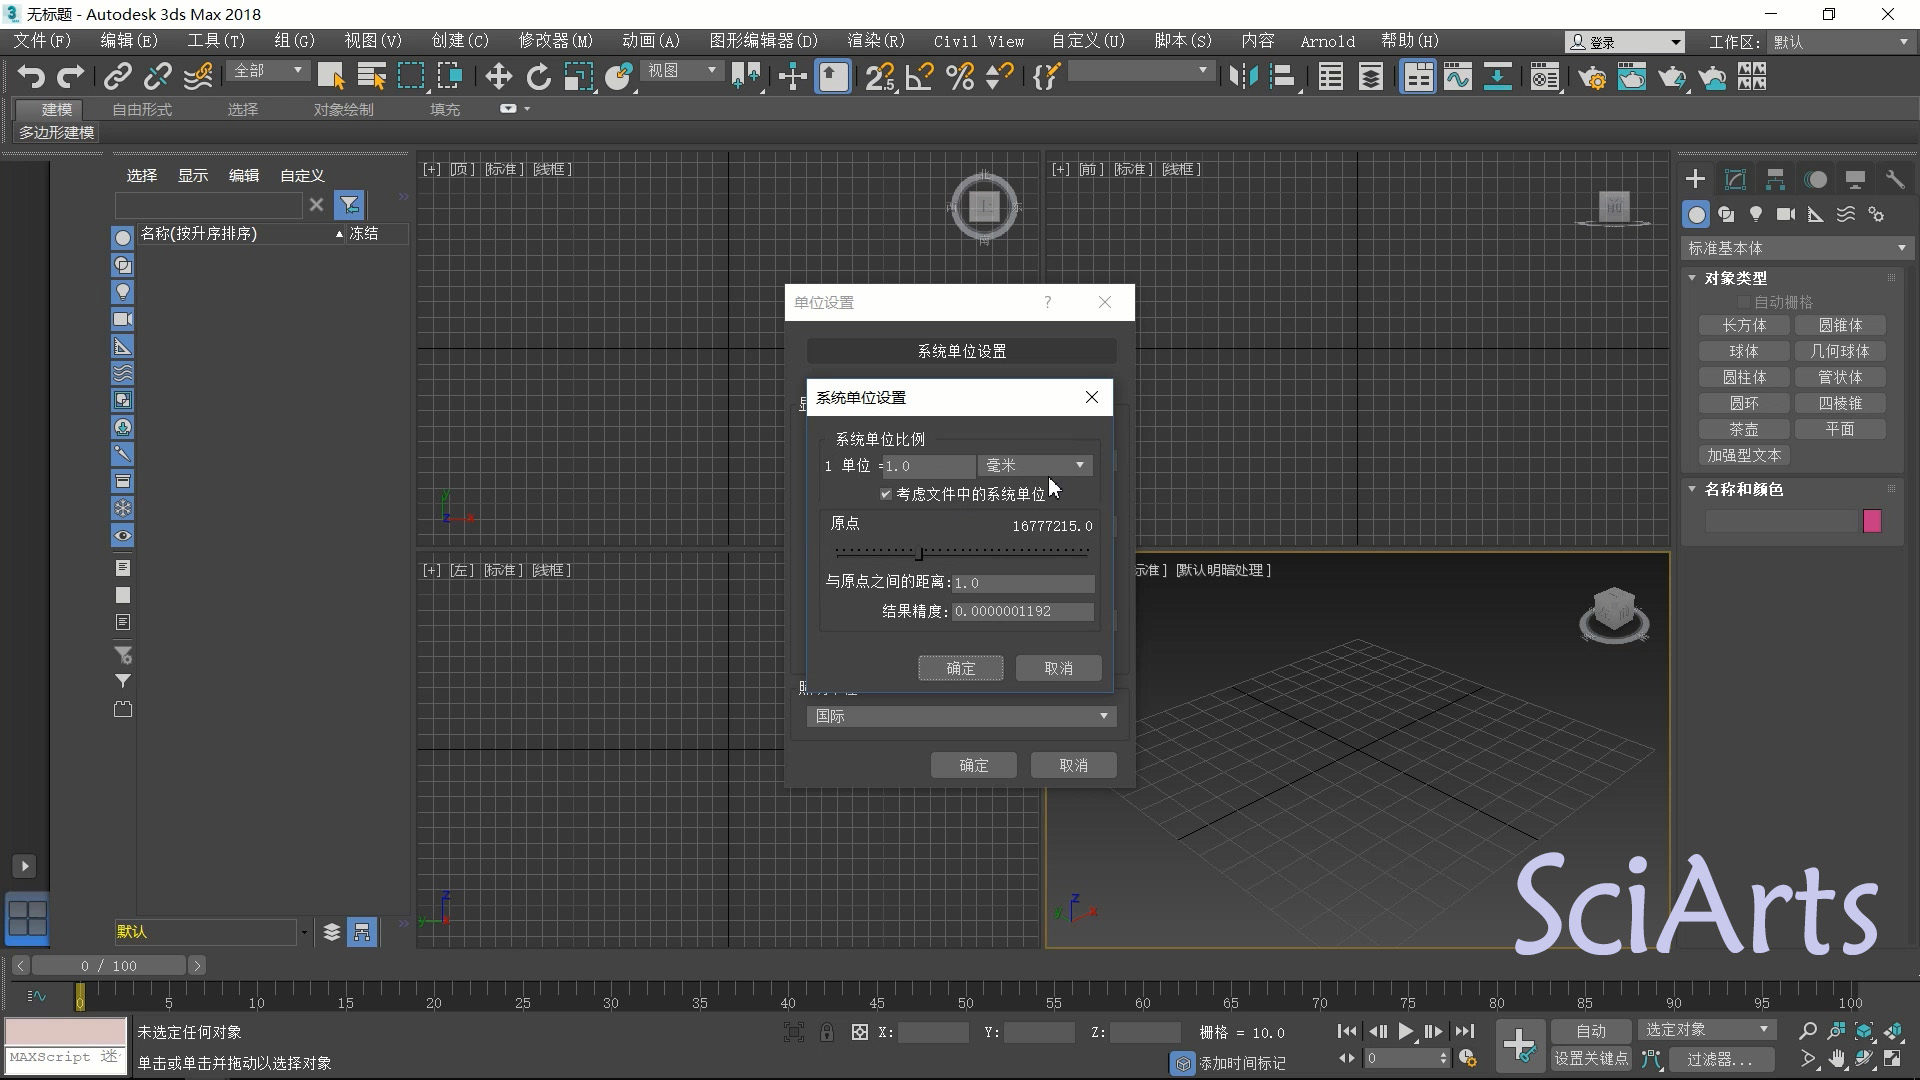 无标题 - Autodesk 3ds Max 2018
文件(F) 编辑(E) 工具(T) 组(G) 视图(V) 创建(C) 修改器(M) 动画(A) 图形编辑器(D) 渲染(R) Civil View 自定义(U) 脚本(S) 内容 Arnold 帮助(H) 登录 工作区: 默认
全部 视图
建模 自由形式 选择 对象绘制 填充
多边形建模
选择 显示 编辑 自定义
名称(按升序排序) 冻结
默认
[+] [顶] [标准] [线框]
[+] [前] [标准] [线框]
[+] [左] [标准] [线框]
标准] [默认明暗处理]
上
北
东
南
西
前
单位设置 ?
系统单位设置
系统单位设置
系统单位比例
1 单位 =1.0 毫米
考虑文件中的系统单位
原点 16777215.0
与原点之间的距离: 1.0
结果精度: 0.0000001192
确定 取消
国际
确定 取消
标准基本体
对象类型
自动栅格
长方体 圆锥体
球体 几何球体
圆柱体 管状体
圆环 四棱锥
茶壶 平面
加强型文本
名称和颜色
y
z x
z
y x
z
y x
SciArts
0 / 100
0 5 10 15 20 25 30 35 40 45 50 55 60 65 70 75 80 85 90 95 100
未选定任何对象 X: Y: Z: 栅格 = 10.0 自动 选定对象
MAXScript 迷 单击或单击并拖动以选择对象 添加时间标记 0 设置关键点 过滤器...